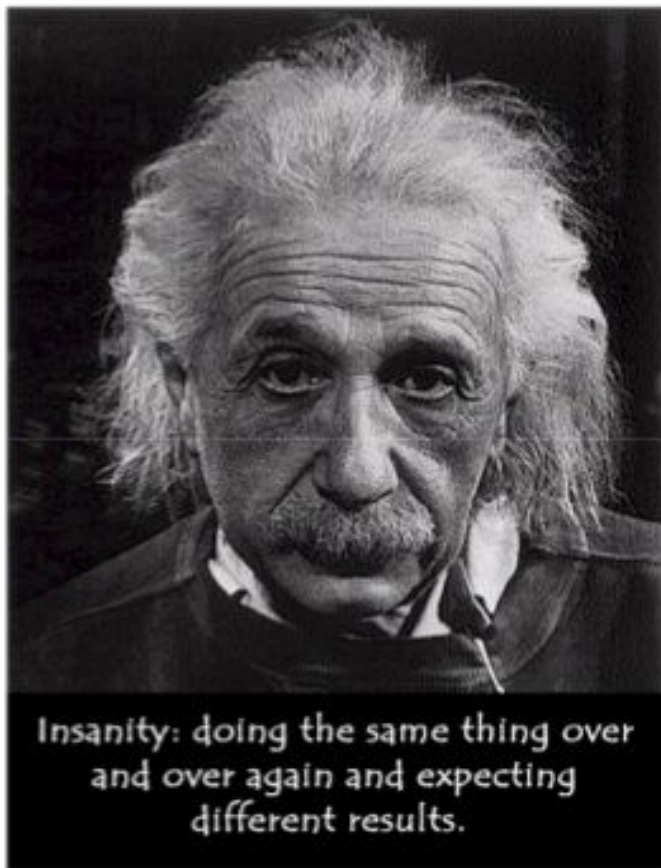 Insanity: doing the same thing over
and over again and expecting
different results.